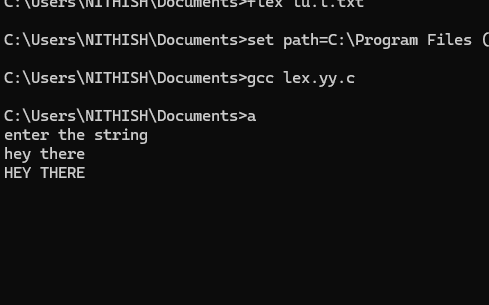 C:\Users\NITHISH\Documents>flex lu.l.txt
C:\Users\NITHISH\Documents>set path=C:\Program Files (
C:\Users\NITHISH\Documents>gcc lex.yy.c
C:\Users\NITHISH\Documents>a
enter the string
hey there
HEY THERE